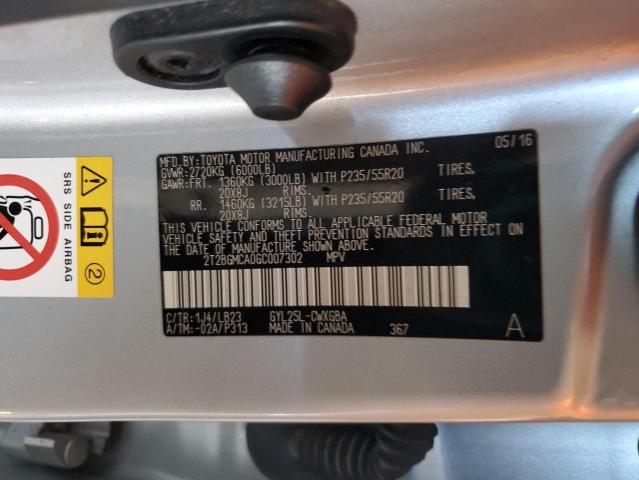 MFD.BY:TOYOTA MOTOR MANUFACTURING CANADA INC. 05/16
GVWR:2720KG (6000LB)
GAWR:FRT. 1360KG (3000LB) WITH P235/55R20 TIRES.
20X8J RIMS.
RR. 1460KG (3215LB) WITH P235/55R20 TIRES.
20X8J RIMS.
THIS VEHICLE CONFORMS TO ALL APPLICABLE FEDERAL MOTOR
VEHICLE SAFETY AND THEFT PREVENTION STANDARDS IN EFFECT ON
THE DATE OF MANUFACTURE SHOWN ABOVE.
2T2BGMCA0GC007302 MPV
C/TR:1J4/LB23 GYL25L-CWXGBA
A/TM:-02A/P313 MADE IN CANADA 367 A
SRS SIDE AIRBAG
2